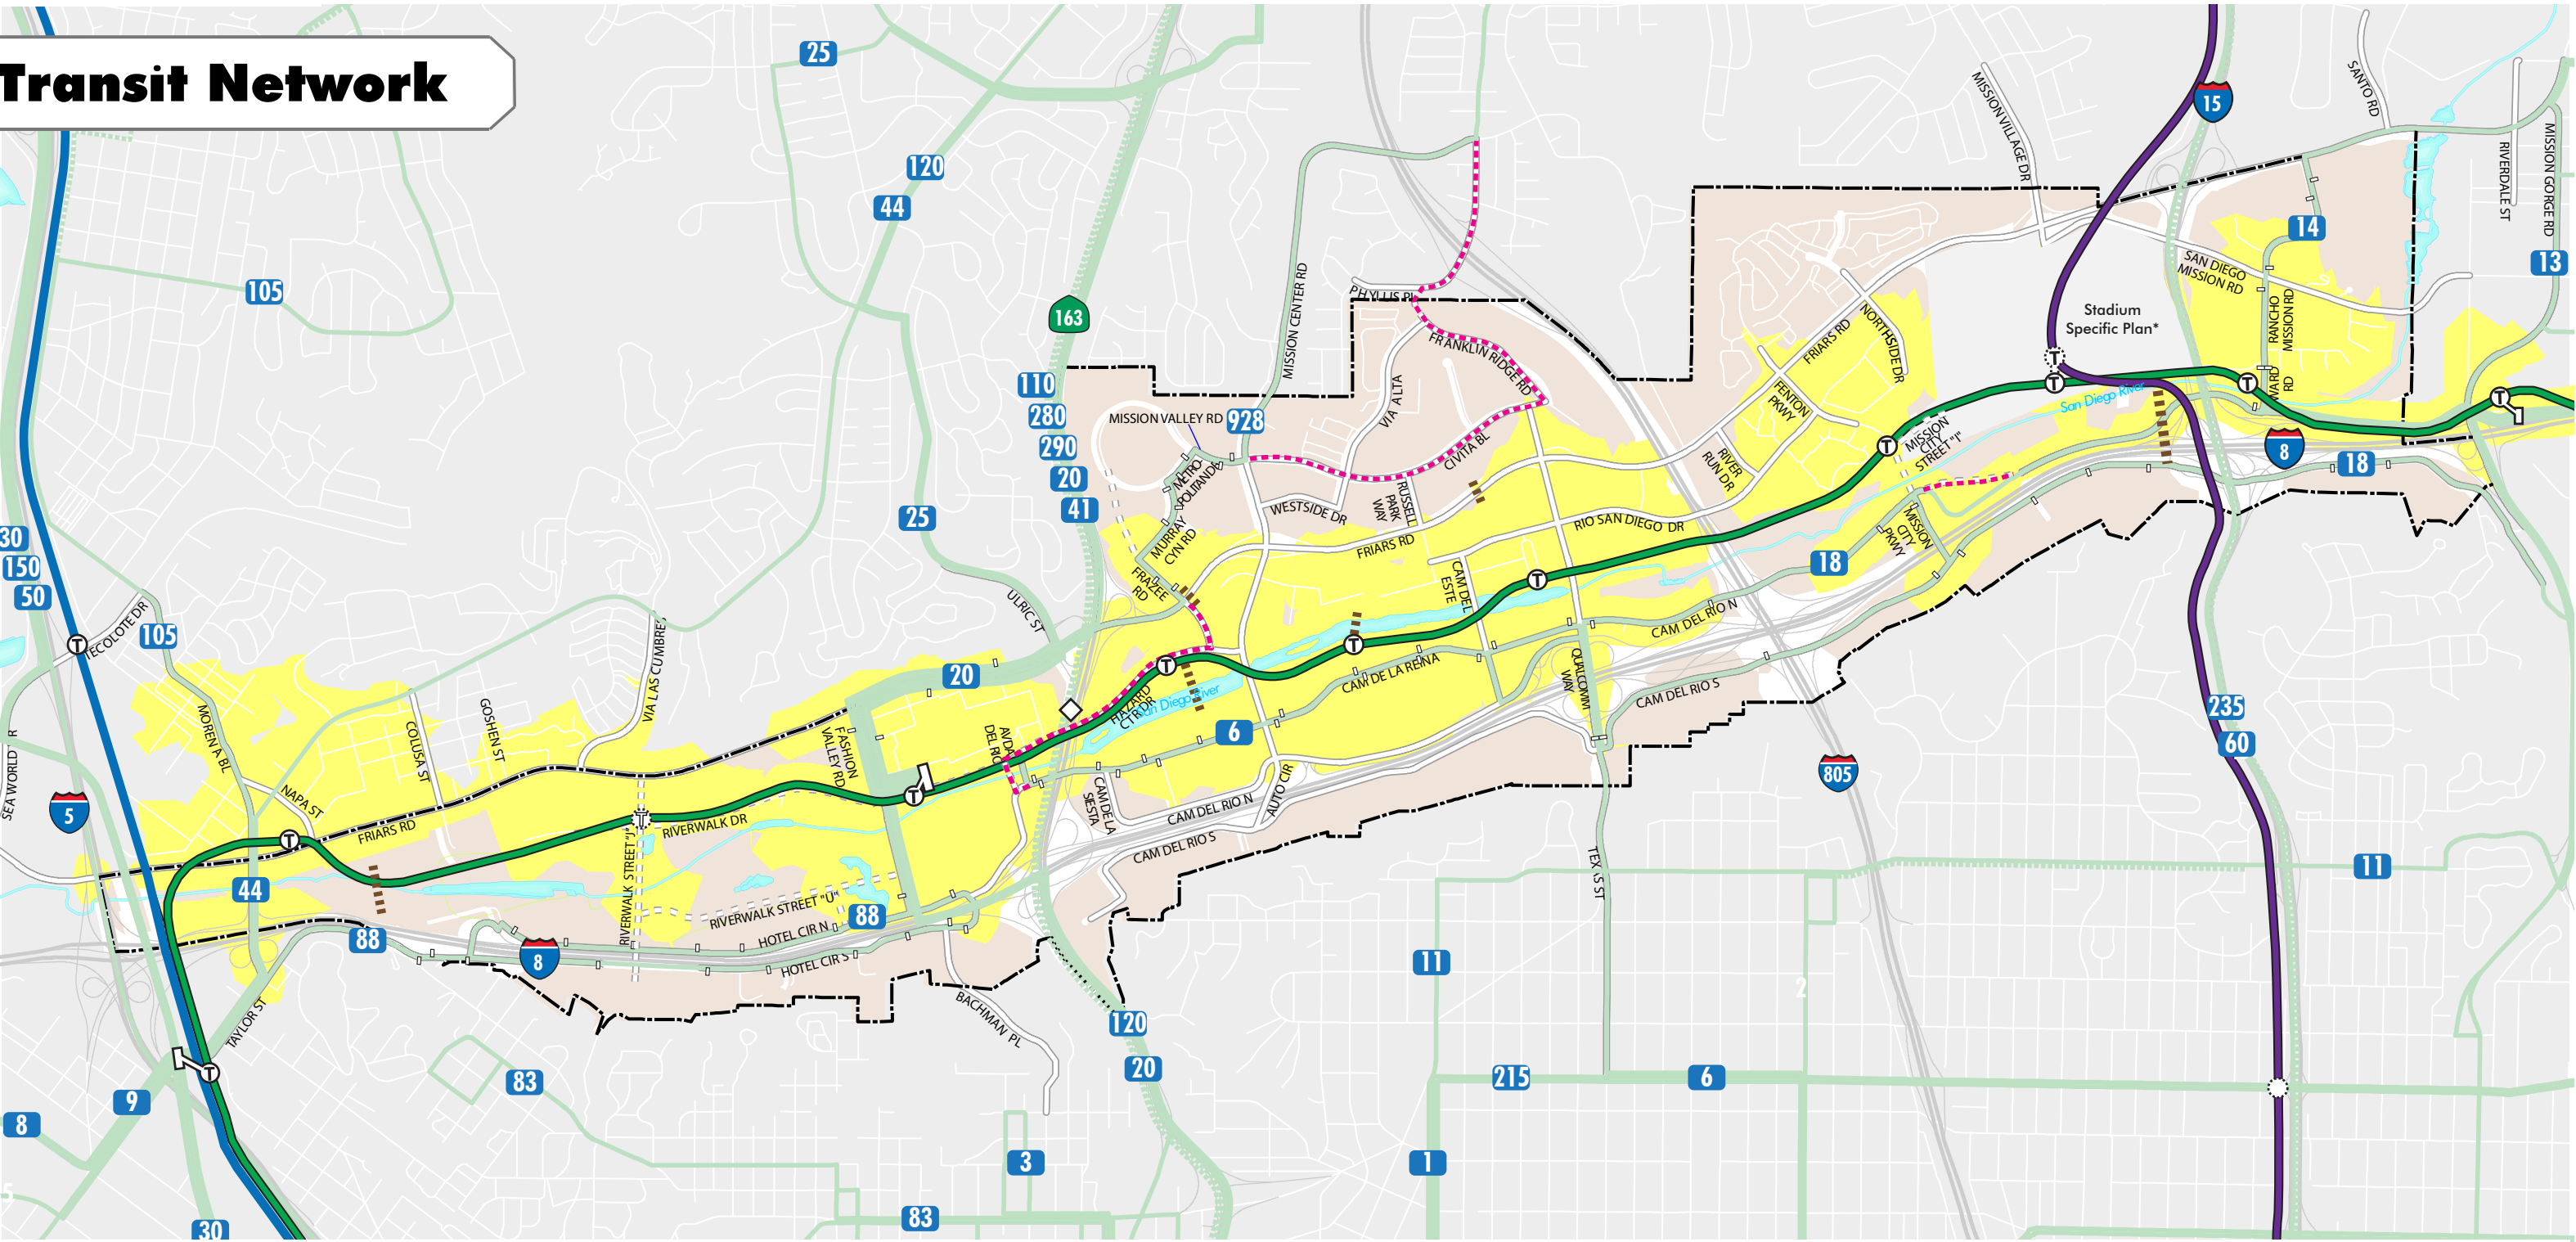 Transit Network
25
15
SANTO RD
MISSION VILLAGE DR
RIVERDALE ST
MISSION GORGE RD
120
44
14
13
105
163
MISSION CENTER RD
PHYLLIS PL
SAN DIEGO
MISSION RD
RANCHO
MISSION RD
Stadium
Specific Plan*
FRIARS RD
NORTHSIDE DR
FRANKLIN RIDGE RD
VIA ALTA
110
280
290
20
41
MISSION VALLEY RD
928
FENTON
PKWY
WARD
RD
San Diego River
CIVITA BL
METRO-
POLITAN DR
MISSION
CITY
STREET "I"
RIVER
RUN DR
8
18
25
WESTSIDE DR
RUSSELL
PARK
WAY
RIO SAN DIEGO DR
FRIARS RD
MURRAY
CYN RD
MISSION
CITY
PKWY
18
30
150
50
FRAZEE
RD
CAM DEL
ESTE
ULRIC ST
TECOLOTE DR
105
VIA LAS CUMBRES
CAM DEL RIO N
CAM DE LA REINA
QUALCOMM
WAY
CAM DEL RIO S
20
HAZARD
CTR DR
San Diego River
6
235
60
MORENA BL
COLUSA ST
GOSHEN ST
FASHION
VALLEY RD
AVDA
DEL RIO
SEA WORLD DR
5
805
NAPA ST
FRIARS RD
RIVERWALK DR
CAM DE LA
SIESTA
CAM DEL RIO N
AUTO CIR
CAM DEL RIO S
TEXAS ST
11
44
RIVERWALK STREET "J"
RIVERWALK STREET "U"
88
88
8
HOTEL CIR N
HOTEL CIR S
11
2
TAYLOR ST
BACHMAN PL
120
20
83
215
6
9
8
3
1
5
30
83